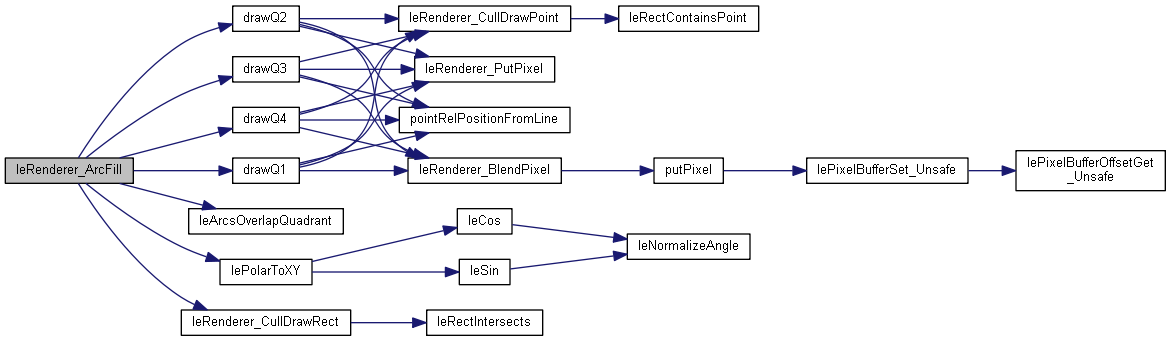 leRenderer_ArcFill
drawQ2
drawQ3
drawQ4
drawQ1
leArcsOverlapQuadrant
lePolarToXY
leRenderer_CullDrawRect
leRenderer_CullDrawPoint
leRenderer_PutPixel
pointRelPositionFromLine
leRenderer_BlendPixel
leCos
leSin
leRectIntersects
leRectContainsPoint
putPixel
leNormalizeAngle
lePixelBufferSet_Unsafe
lePixelBufferOffsetGet
_Unsafe